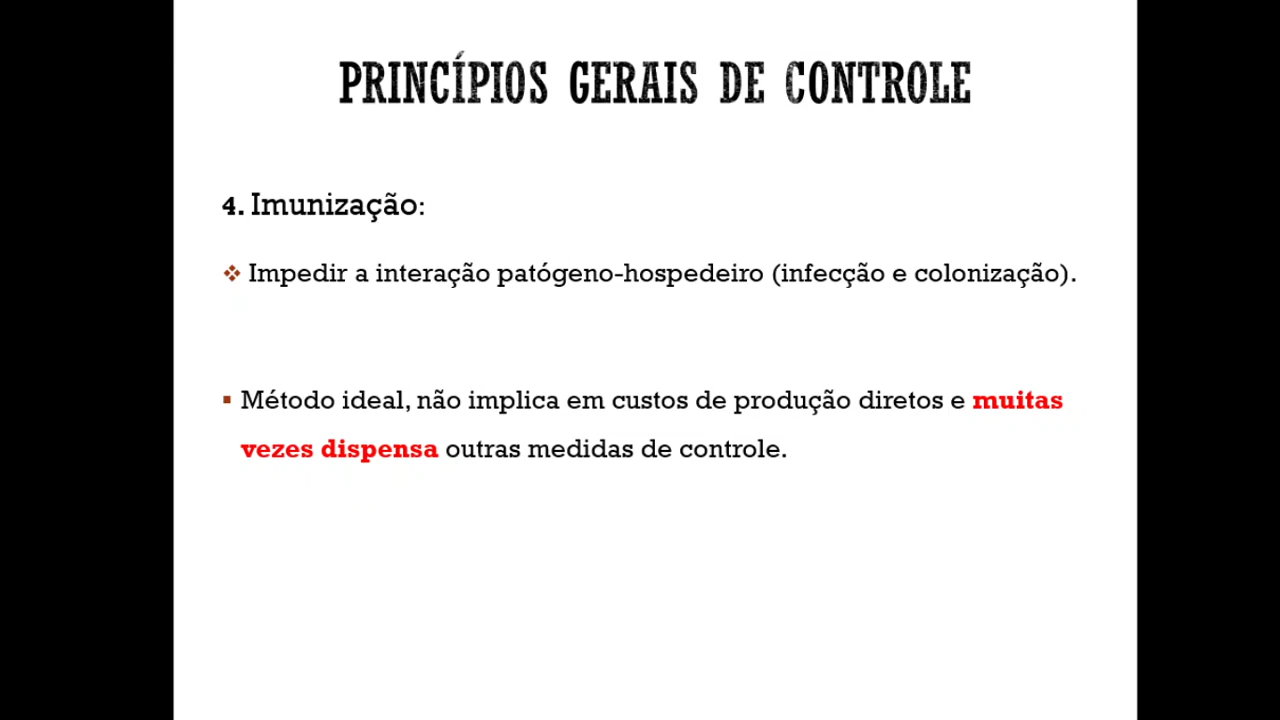 PRINCÍPIOS GERAIS DE CONTROLE
4. Imunização:
❖ Impedir a interação patógeno-hospedeiro (infecção e colonização).
▪ Método ideal, não implica em custos de produção diretos e muitas
vezes dispensa outras medidas de controle.